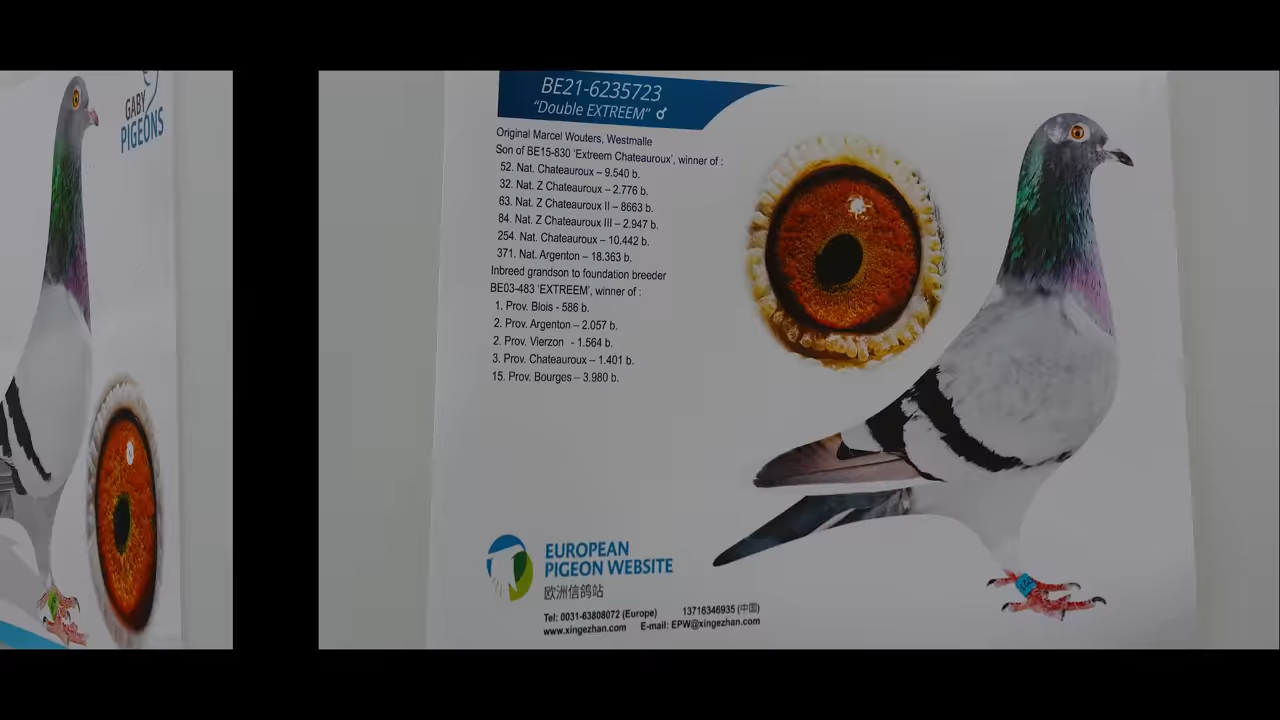 GABY
PIGEONS
BE21-6235723
“Double EXTREEM” ♂
Original Marcel Wouters, Westmalle
Son of BE15-830 ‘Extreem Chateauroux’, winner of :
52. Nat. Chateauroux – 9.540 b.
32. Nat. Z Chateauroux – 2.776 b.
63. Nat. Z Chateauroux II – 8663 b.
84. Nat. Z Chateauroux III – 2.947 b.
254. Nat. Chateauroux – 10.442 b.
371. Nat. Argenton – 18.363 b.
Inbreed grandson to foundation breeder
BE03-483 ‘EXTREEM’, winner of :
1. Prov. Blois - 586 b.
2. Prov. Argenton – 2.057 b.
2. Prov. Vierzon - 1.564 b.
3. Prov. Chateauroux – 1.401 b.
15. Prov. Bourges – 3.980 b.
EUROPEAN
PIGEON WEBSITE
欧洲信鸽站
Tel: 0031-63808072 (Europe) 13716346935 (中国)
www.xingezhan.com E-mail: EPW@xingezhan.com